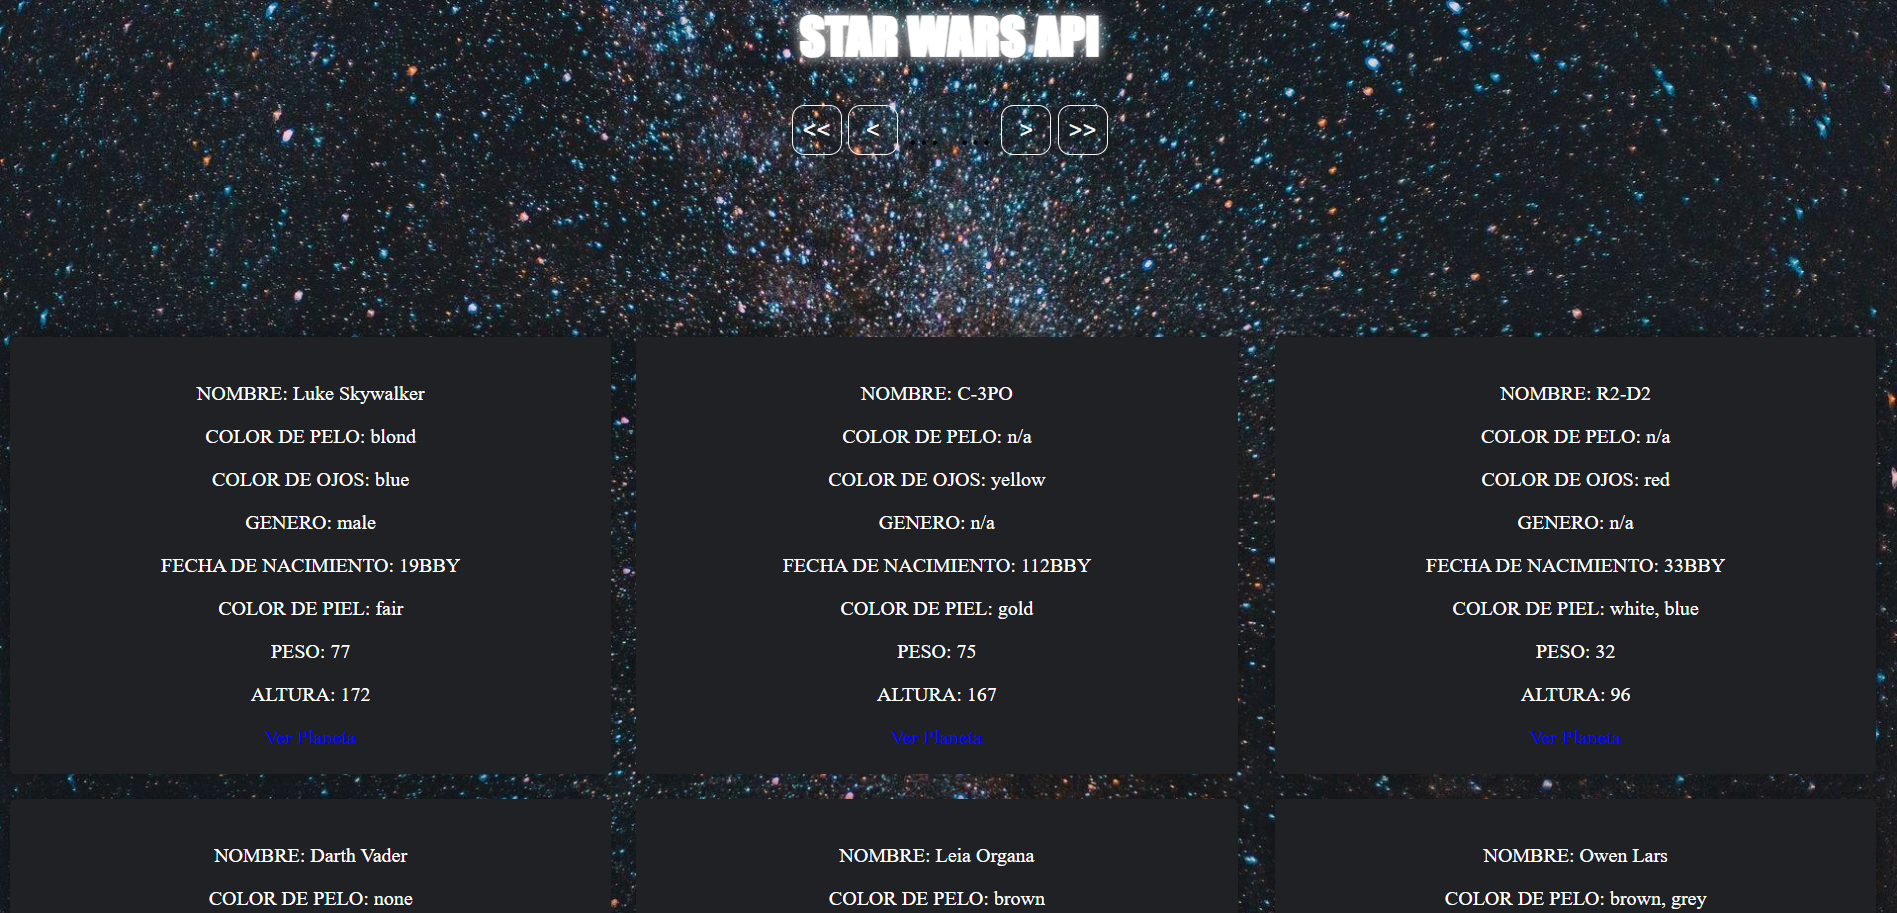 STAR WARS API
<< < ... ... > >>
NOMBRE: Luke Skywalker
COLOR DE PELO: blond
COLOR DE OJOS: blue
GENERO: male
FECHA DE NACIMIENTO: 19BBY
COLOR DE PIEL: fair
PESO: 77
ALTURA: 172
Ver Planeta
NOMBRE: C-3PO
COLOR DE PELO: n/a
COLOR DE OJOS: yellow
GENERO: n/a
FECHA DE NACIMIENTO: 112BBY
COLOR DE PIEL: gold
PESO: 75
ALTURA: 167
Ver Planeta
NOMBRE: R2-D2
COLOR DE PELO: n/a
COLOR DE OJOS: red
GENERO: n/a
FECHA DE NACIMIENTO: 33BBY
COLOR DE PIEL: white, blue
PESO: 32
ALTURA: 96
Ver Planeta
NOMBRE: Darth Vader
COLOR DE PELO: none
NOMBRE: Leia Organa
COLOR DE PELO: brown
NOMBRE: Owen Lars
COLOR DE PELO: brown, grey